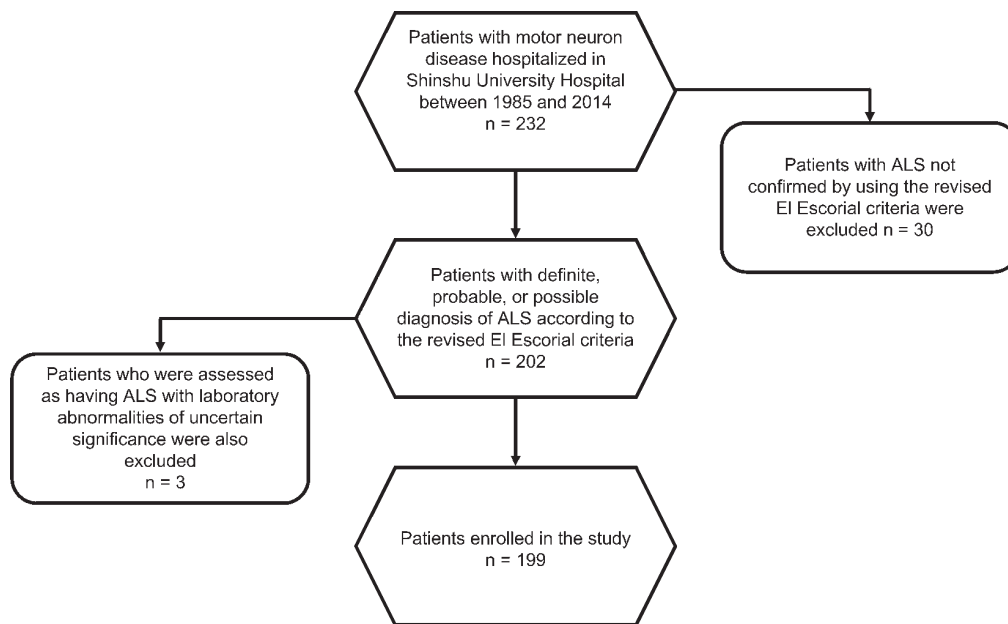 Patients with motor neuron
disease hospitalized in
Shinshu University Hospital
between 1985 and 2014
n = 232
Patients with ALS not
confirmed by using the revised
El Escorial criteria were
excluded n = 30
Patients with definite,
probable, or possible
diagnosis of ALS according to
the revised El Escorial criteria
n = 202
Patients who were assessed
as having ALS with laboratory
abnormalities of uncertain
significance were also
excluded
n = 3
Patients enrolled in the study
n = 199